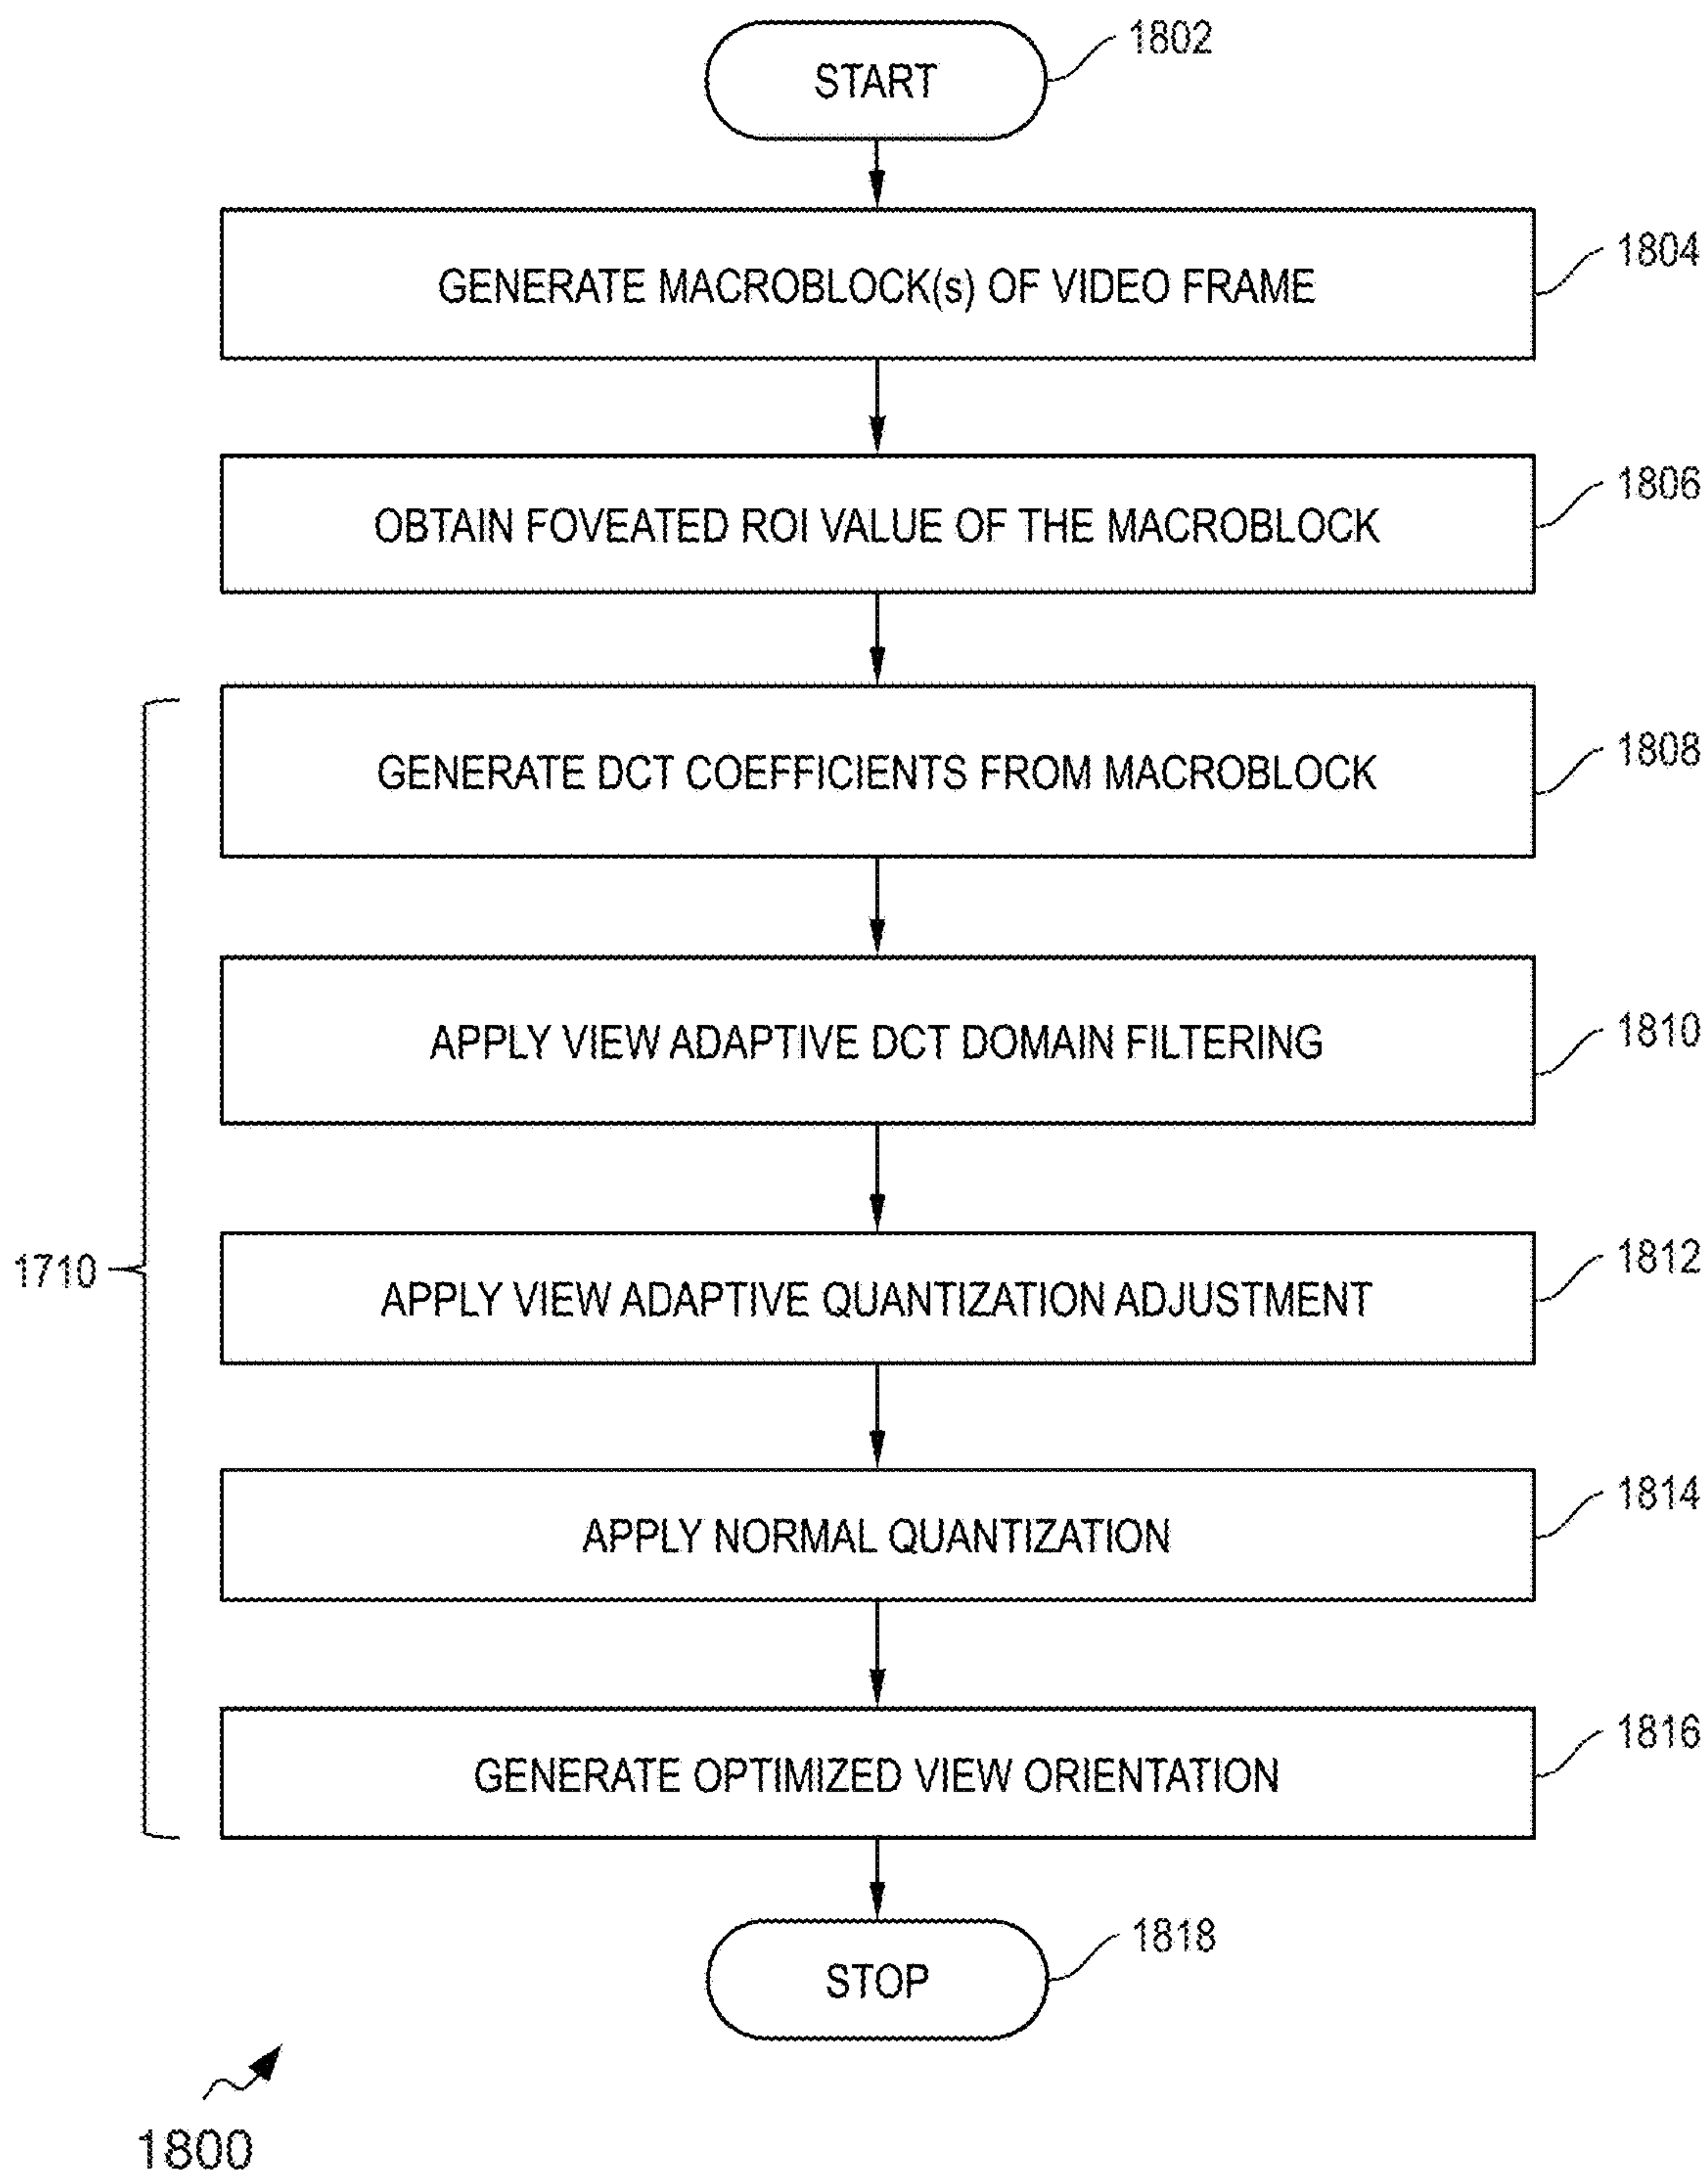 START
1802
GENERATE MACROBLOCK(s) OF VIDEO FRAME
1804
OBTAIN FOVEATED ROI VALUE OF THE MACROBLOCK
1806
GENERATE DCT COEFFICIENTS FROM MACROBLOCK
1808
APPLY VIEW ADAPTIVE DCT DOMAIN FILTERING
1810
1710
APPLY VIEW ADAPTIVE QUANTIZATION ADJUSTMENT
1812
APPLY NORMAL QUANTIZATION
1814
GENERATE OPTIMIZED VIEW ORIENTATION
1816
STOP
1818
1800